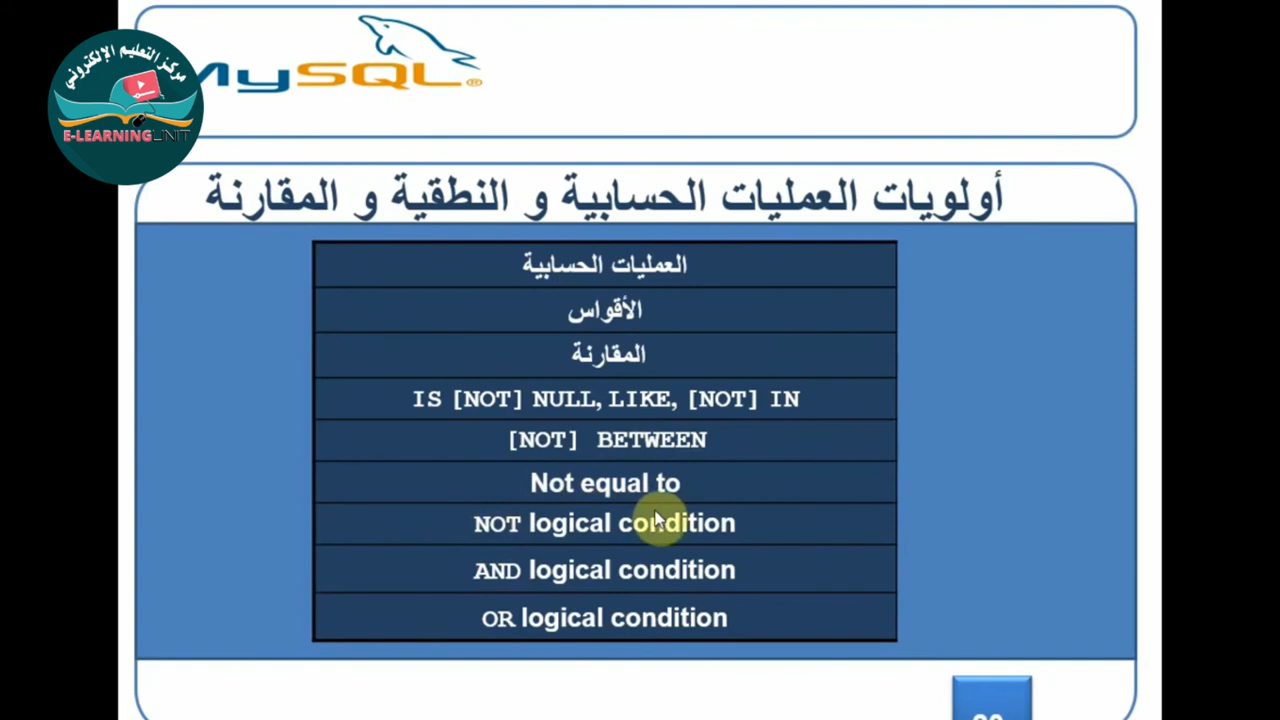 مركز التعليم الإلكتروني
E-LEARNING UNIT
MySQL®
أولويات العمليات الحسابية و النطقية و المقارنة
العمليات الحسابية
الأقواس
المقارنة
IS [NOT] NULL, LIKE, [NOT] IN
[NOT] BETWEEN
Not equal to
NOT logical condition
AND logical condition
OR logical condition